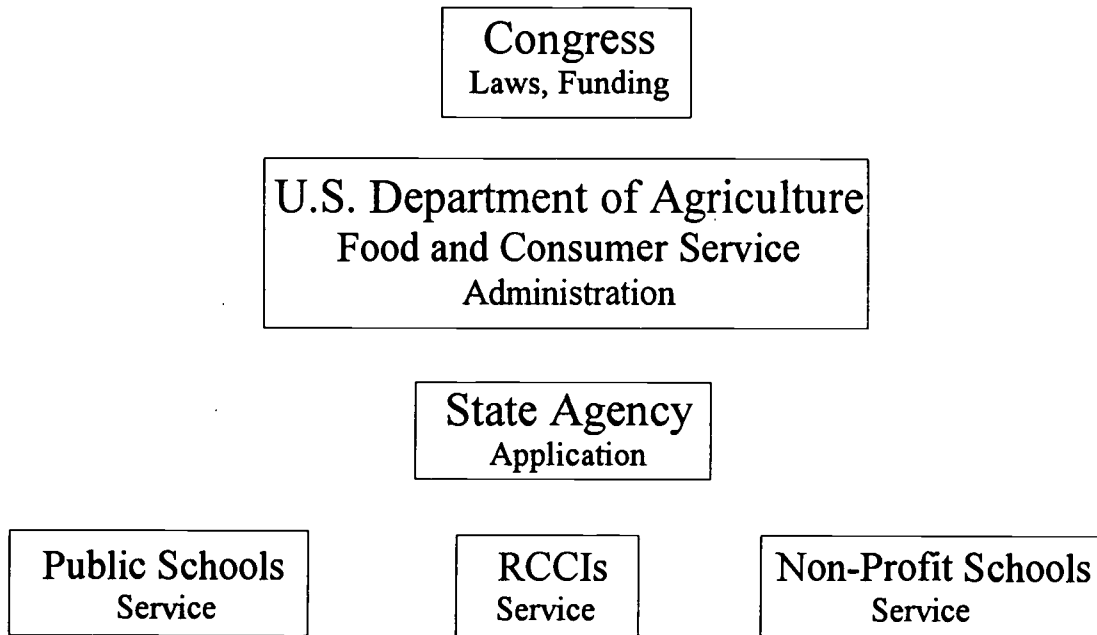 Congress
Laws, Funding
U.S. Department of Agriculture
Food and Consumer Service
Administration
State Agency
Application
Public Schools
Service
RCCIs
Service
Non-Profit Schools
Service